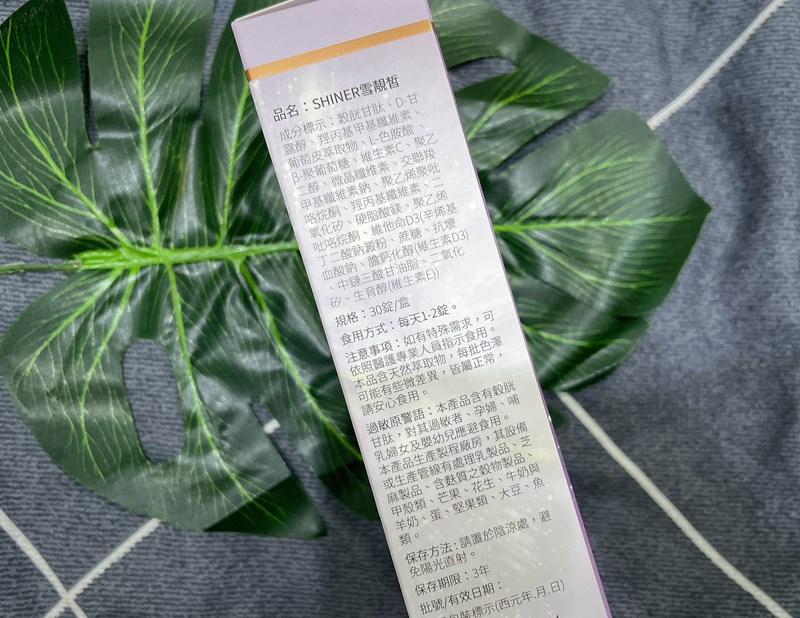 品名：SHINER雪靚皙
成分標示：穀胱甘肽、D-甘
露醇、羥丙基甲基纖維素、
葡萄皮萃取物、L-色胺酸、
β-聚葡萄糖、維生素C、聚乙
二醇、微晶纖維素、交聯羧
甲基纖維素鈉、聚乙烯聚吡
咯烷酮、羥丙基纖維素、二
氧化矽、硬脂酸鎂、聚乙烯
吡咯烷酮、維他命D3(辛烯基
丁二酸鈉澱粉、蔗糖、抗壞
血酸鈉、膽鈣化醇(維生素D3)
、中鏈三酸甘油脂、二氧化
矽、生育醇(維生素E))
規格：30錠/盒
食用方式：每天1-2錠。
注意事項：如有特殊需求，可
依照醫護專業人員指示食用。
本品含天然萃取物，每批色澤
可能有些微差異，皆屬正常，
請安心食用。
過敏原警語：本產品含有穀胱
甘肽，對其過敏者、孕婦、哺
乳婦女及嬰幼兒應避食用。
本產品生產製程廠房，其設備
或生產管線有處理乳製品、芝
麻製品、含麩質之穀物製品、
甲殼類、芒果、花生、牛奶與
羊奶、蛋、堅果類、大豆、魚
類。
保存方法：請置於陰涼處，避
免陽光直射。
保存期限：3年
批號/有效日期：
包裝標示(西元年.月.日)